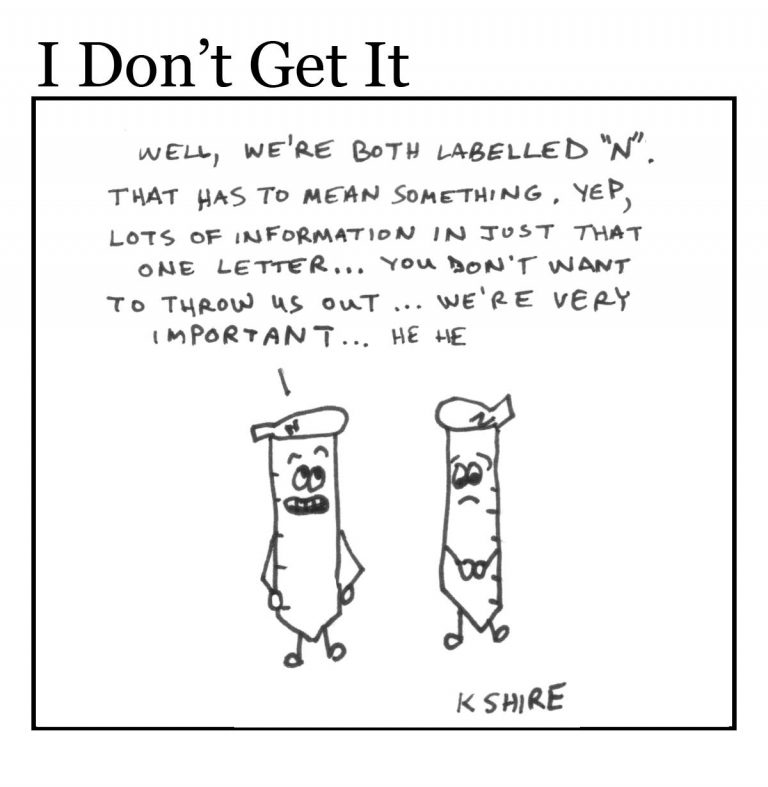 I Don't Get It
WELL, WE'RE BOTH LABELLED "N".
THAT HAS TO MEAN SOMETHING. YEP,
LOTS OF INFORMATION IN JUST THAT
ONE LETTER... YOU DON'T WANT
TO THROW US OUT ... WE'RE VERY
IMPORTANT... HE HE
N
N
K SHIRE